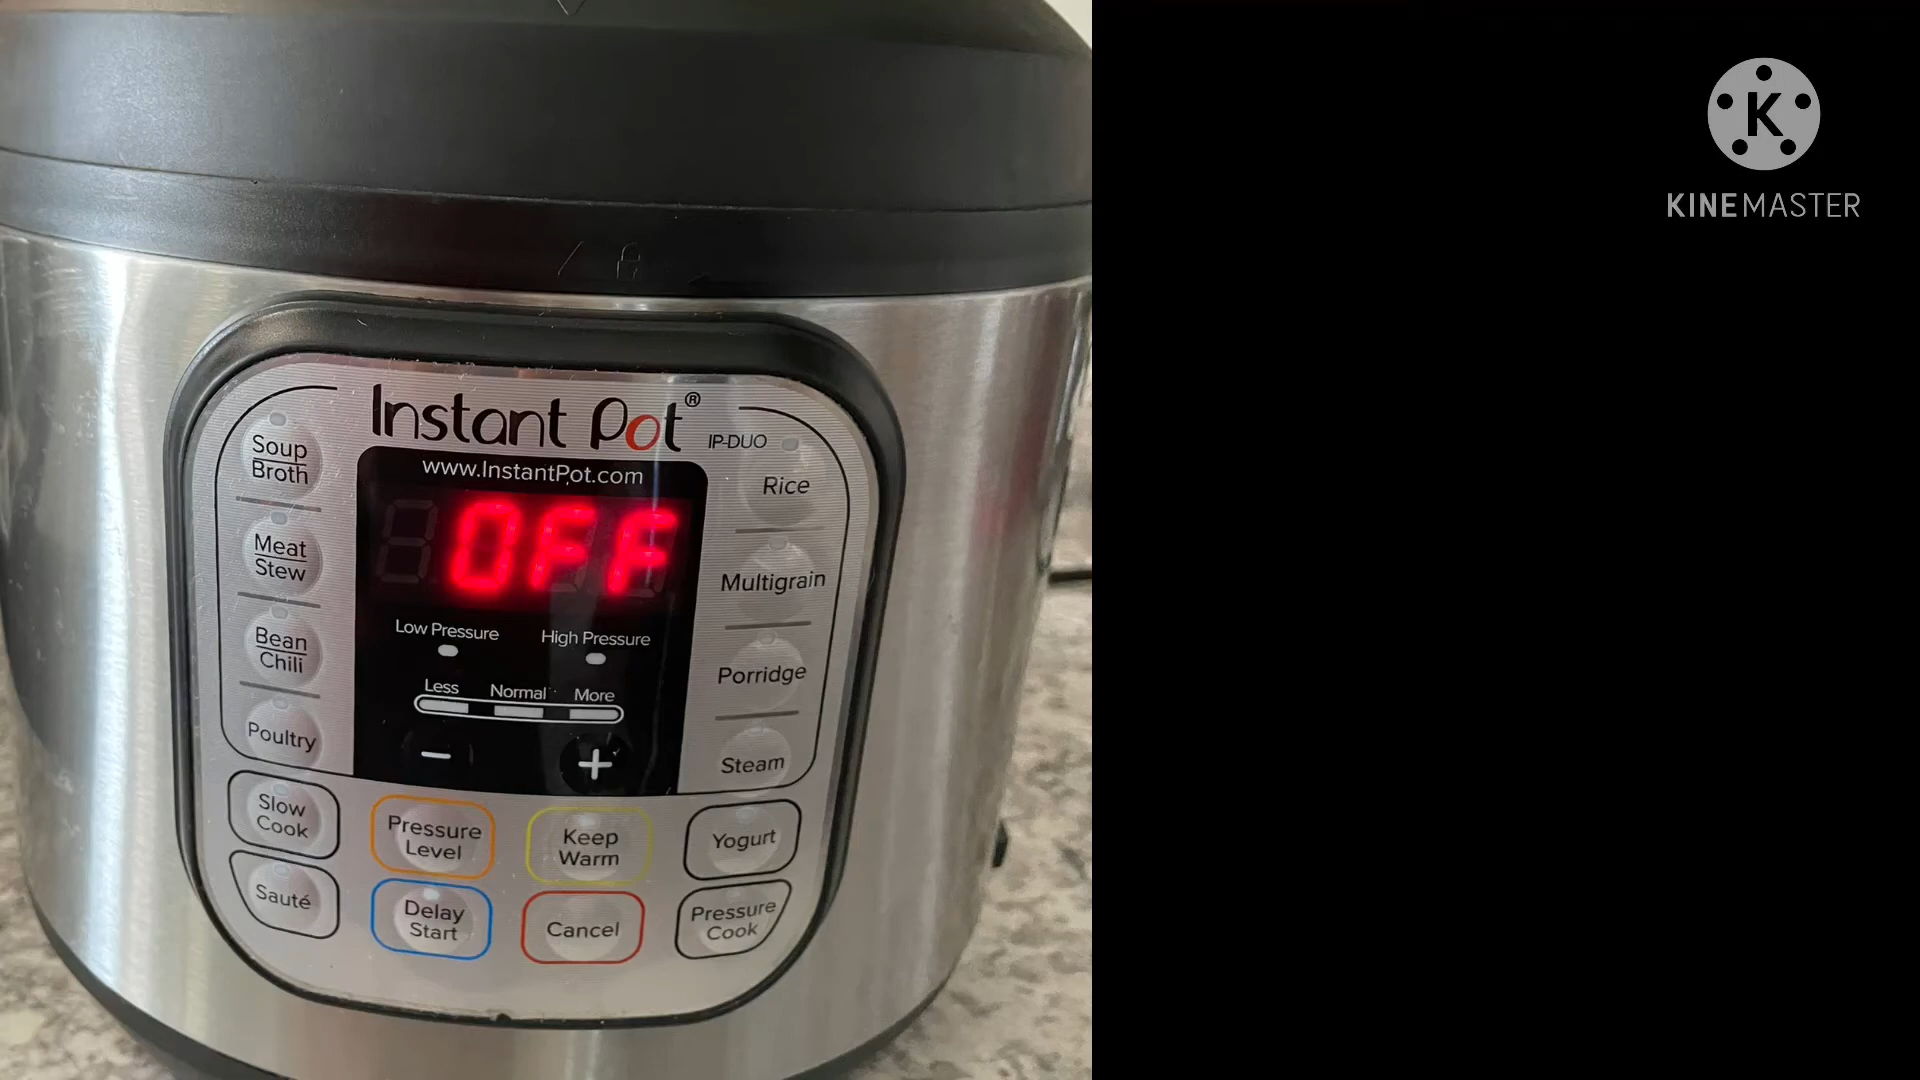 Instant Pot®
IP-DUO
www.InstantPot.com
OFF
Low Pressure
High Pressure
Less
Normal
More
−
+
Soup
Broth
Meat
Stew
Bean
Chili
Poultry
Rice
Multigrain
Porridge
Steam
Slow
Cook
Pressure
Level
Keep
Warm
Yogurt
Sauté
Delay
Start
Cancel
Pressure
Cook
K
KINEMASTER